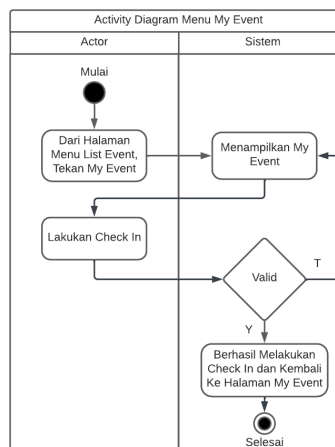 Activity Diagram Menu My Event
Actor
Sistem
Mulai
Dari Halaman
Menu List Event,
Tekan My Event
Menampilkan My
Event
Lakukan Check In
Valid
T
Y
Berhasil Melakukan
Check In dan Kembali
Ke Halaman My Event
Selesai